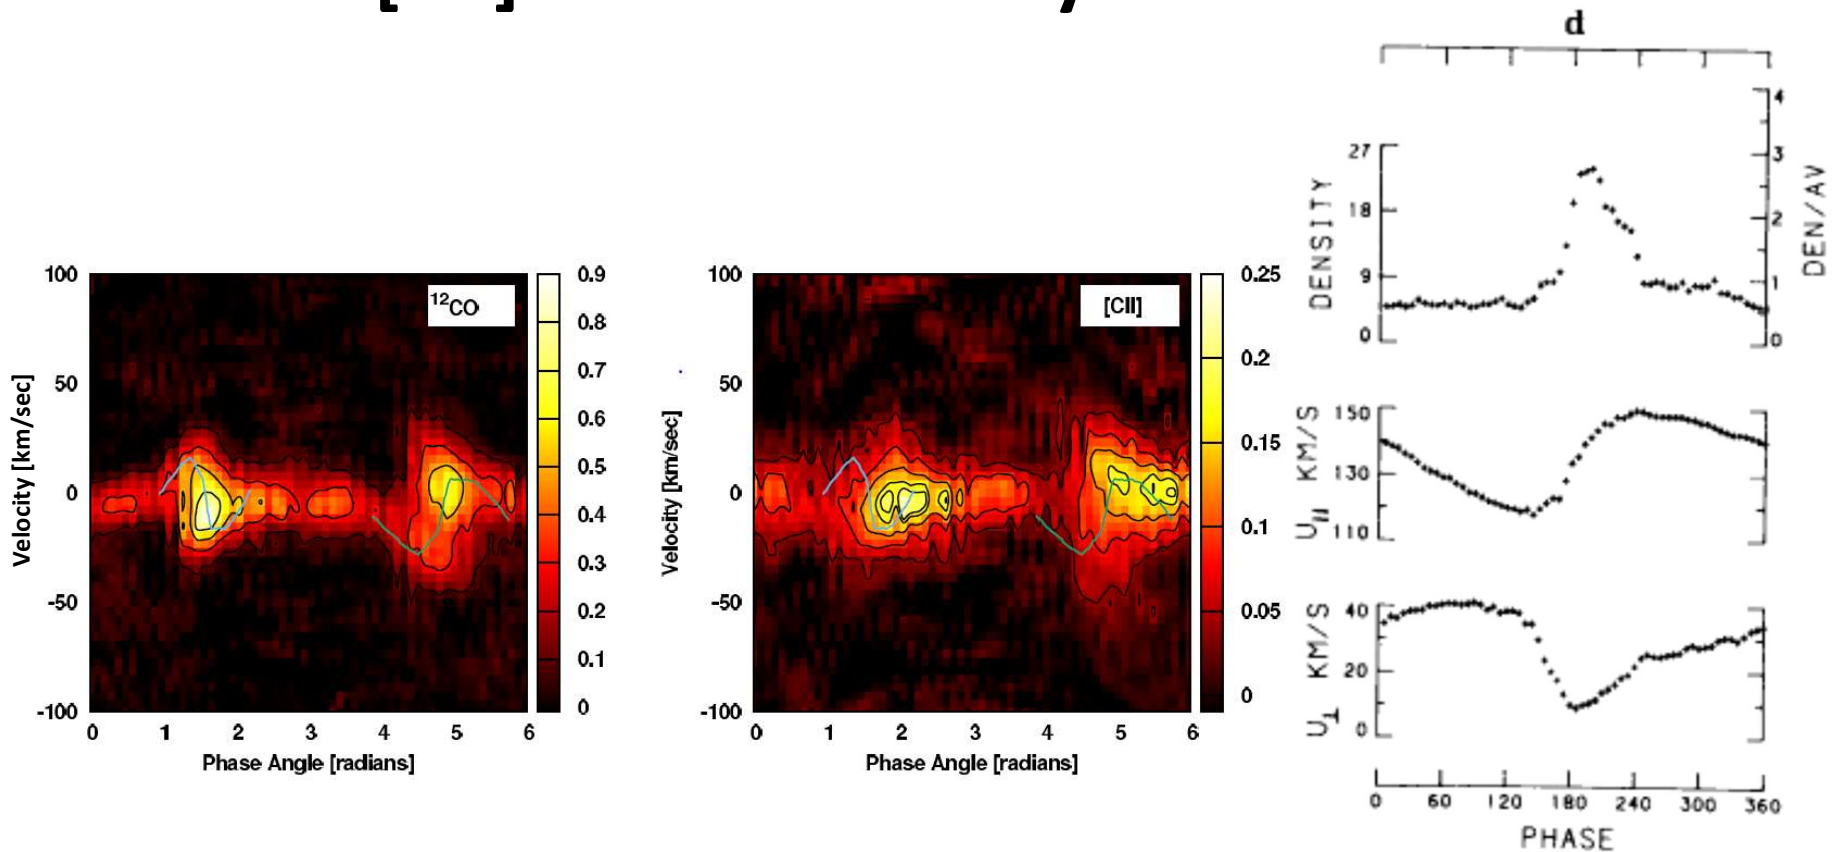 [ ] y
100
50
0
-50
-100
Velocity [km/sec]
12CO
0 1 2 3 4 5 6
Phase Angle [radians]
0.9
0.8
0.7
0.6
0.5
0.4
0.3
0.2
0.1
0
100
50
0
-50
-100
Velocity [km/sec]
[CII]
0 1 2 3 4 5 6
Phase Angle [radians]
0.25
0.2
0.15
0.1
0.05
0
d
DENSITY
27
18
9
0
4
3
2
1
0
DEN/AV
U∥ KM/S
150
130
110
U⊥ KM/S
40
20
0
0 60 120 180 240 300 360
PHASE